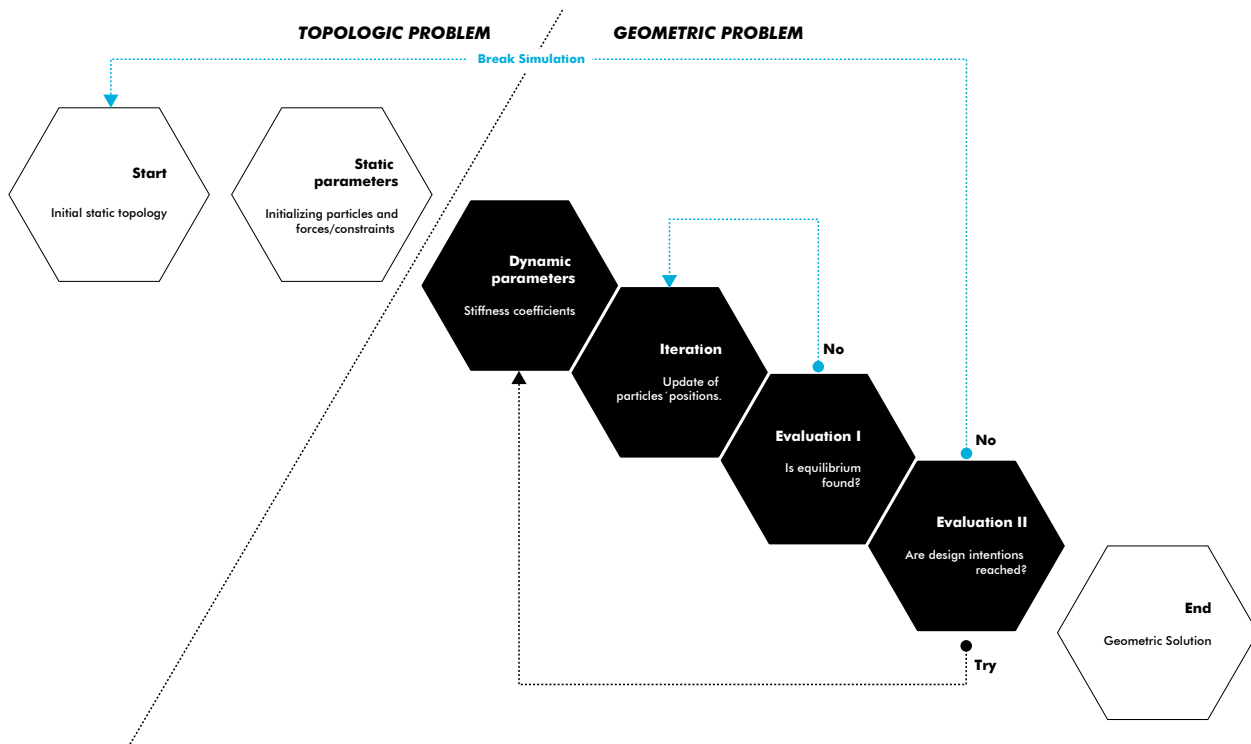 TOPOLOGIC PROBLEM
GEOMETRIC PROBLEM
Break Simulation
Start
Initial static topology
Static
parameters
Initializing particles and
forces/constraints
Dynamic
parameters
Stiffness coefficients
Iteration
Update of
particles´positions.
No
Evaluation I
Is equilibrium
found?
No
Evaluation II
Are design intentions
reached?
Try
End
Geometric Solution